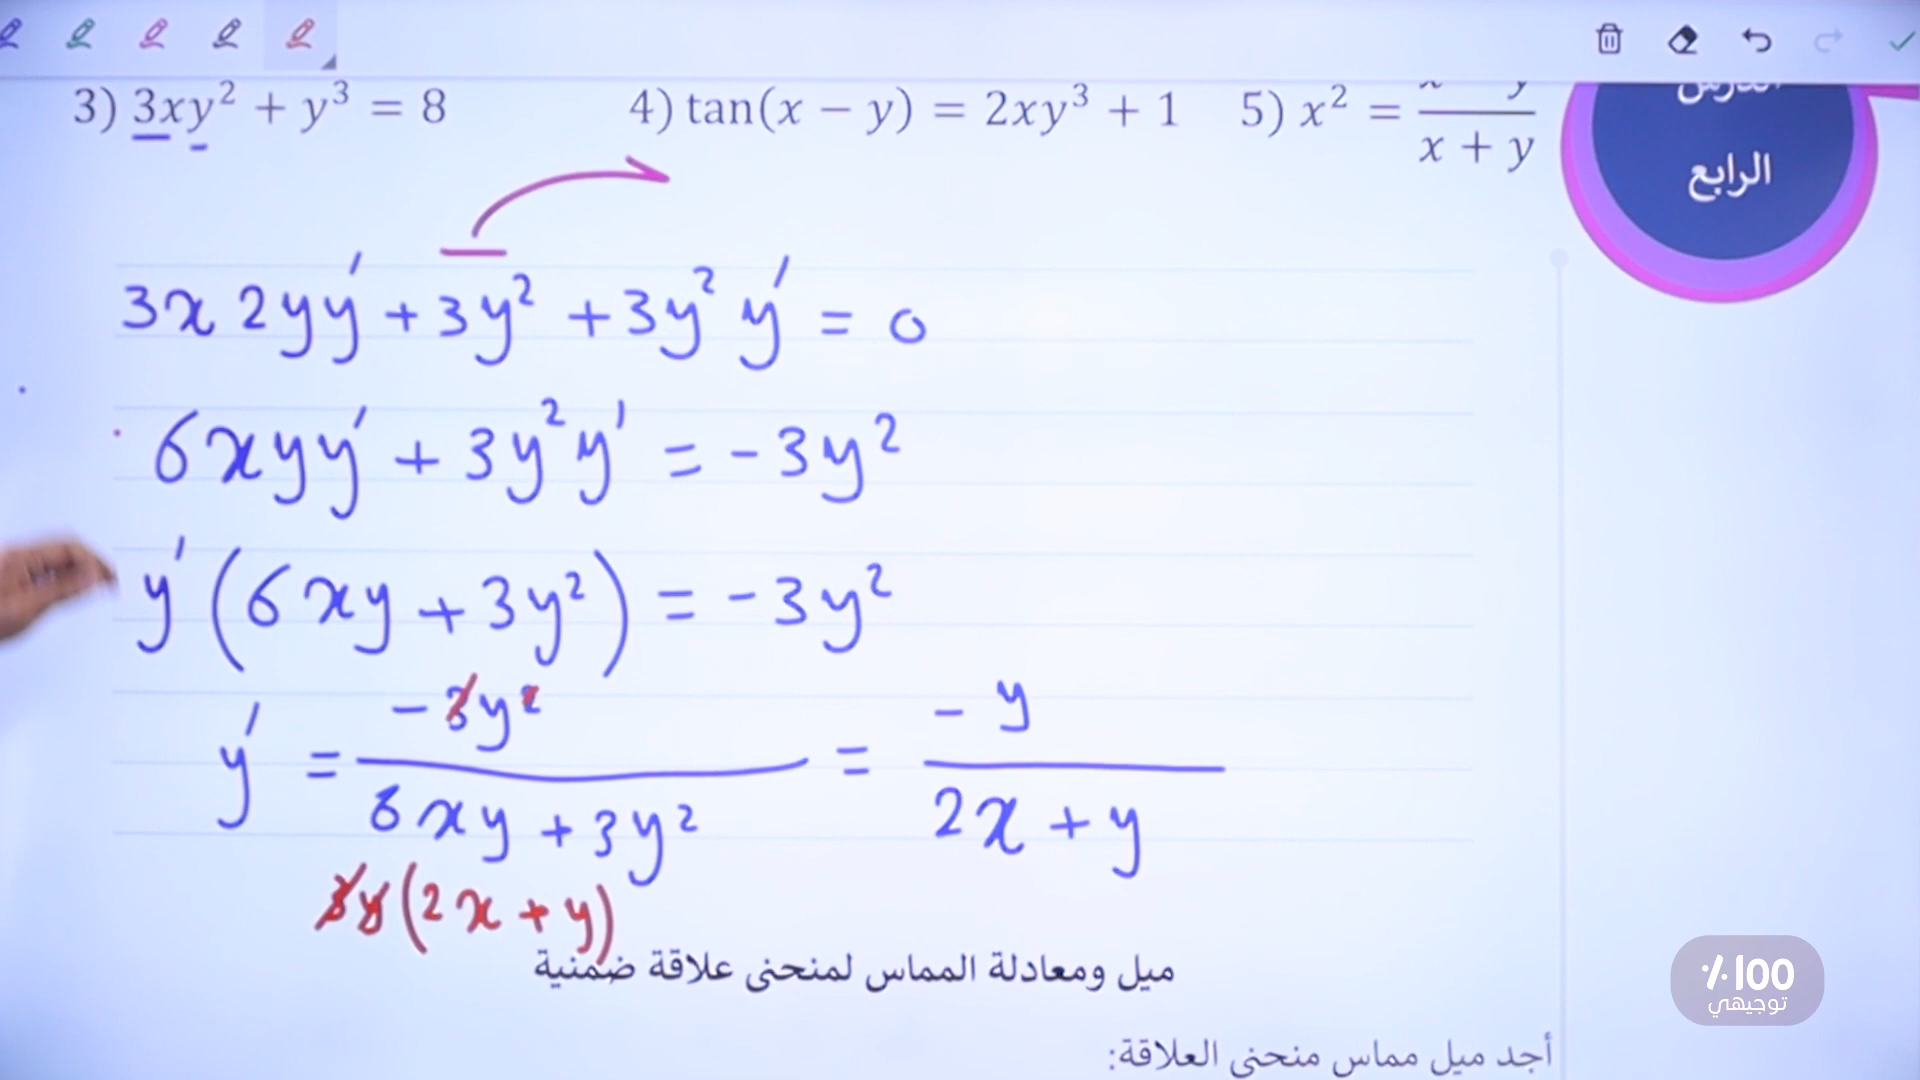 3) 3xy² + y³ = 8
4) tan(x − y) = 2xy³ + 1
5) x² = x − y / x + y
الرابع
3x 2yy′ + 3y² + 3y² y′ = 0
6xyy′ + 3y²y′ = -3y²
y′ (6xy + 3y²) = -3y²
y′ = -3y² / 6xy + 3y² = -y / 2x + y
3y(2x + y)
ميل ومعادلة المماس لمنحنى علاقة ضمنية
أجد ميل مماس منحنى العلاقة:
٪100
توجيهي